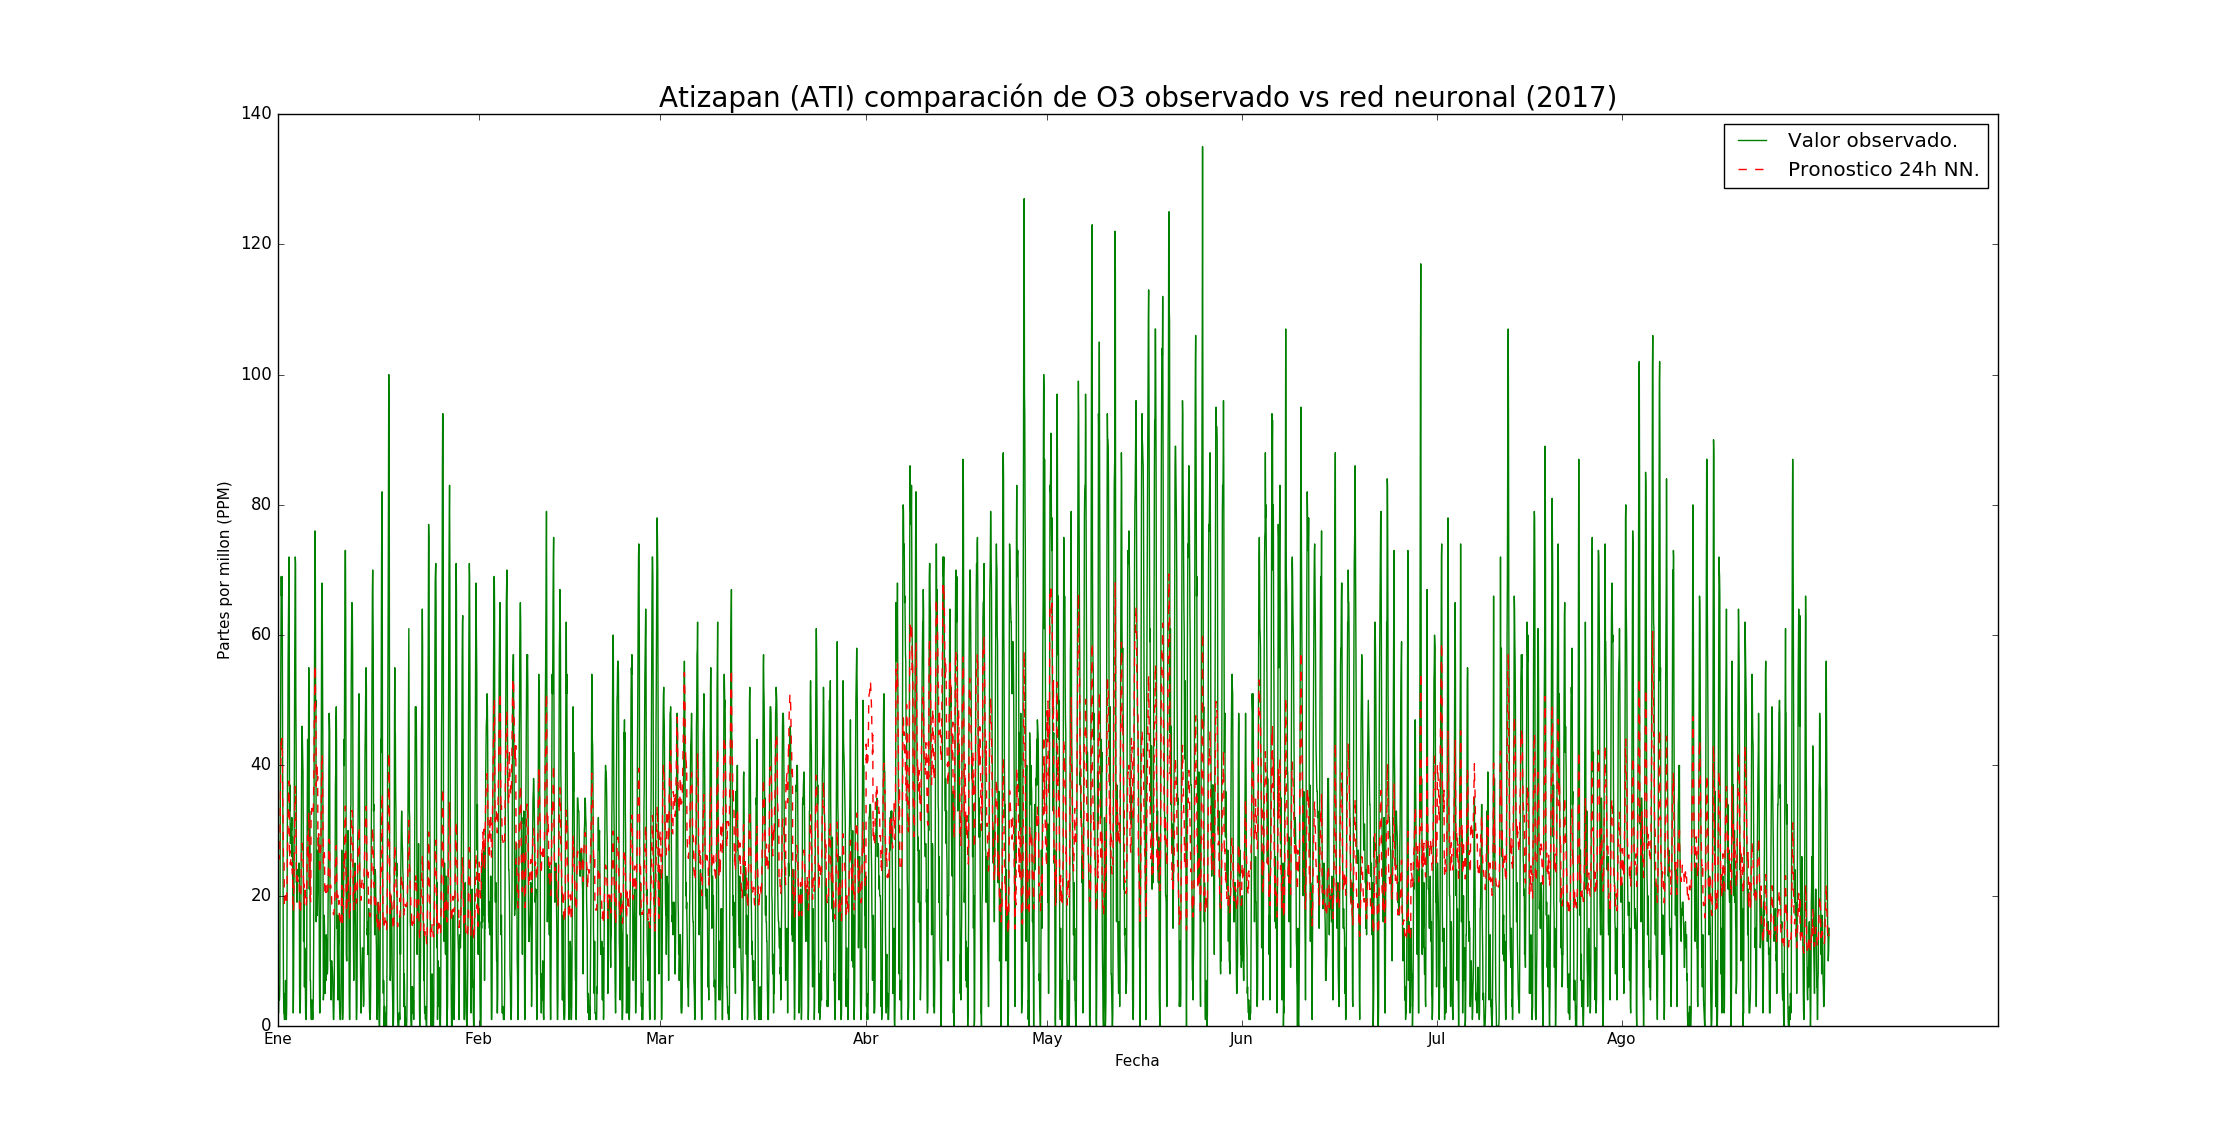 Atizapan (ATI) comparación de O3 observado vs red neuronal (2017)
Valor observado.
Pronostico 24h NN.
Partes por millon (PPM)
140
120
100
80
60
40
20
0
Ene Feb Mar Abr May Jun Jul Ago
Fecha